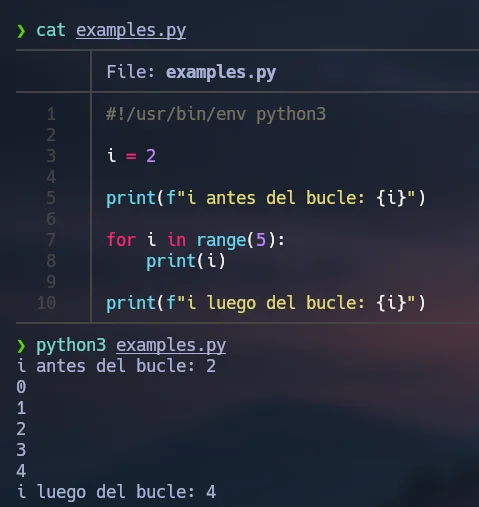 ❯ cat examples.py
File: examples.py
1 #!/usr/bin/env python3
2
3 i = 2
4
5 print(f"i antes del bucle: {i}")
6
7 for i in range(5):
8     print(i)
9
10 print(f"i luego del bucle: {i}")
❯ python3 examples.py
i antes del bucle: 2
0
1
2
3
4
i luego del bucle: 4